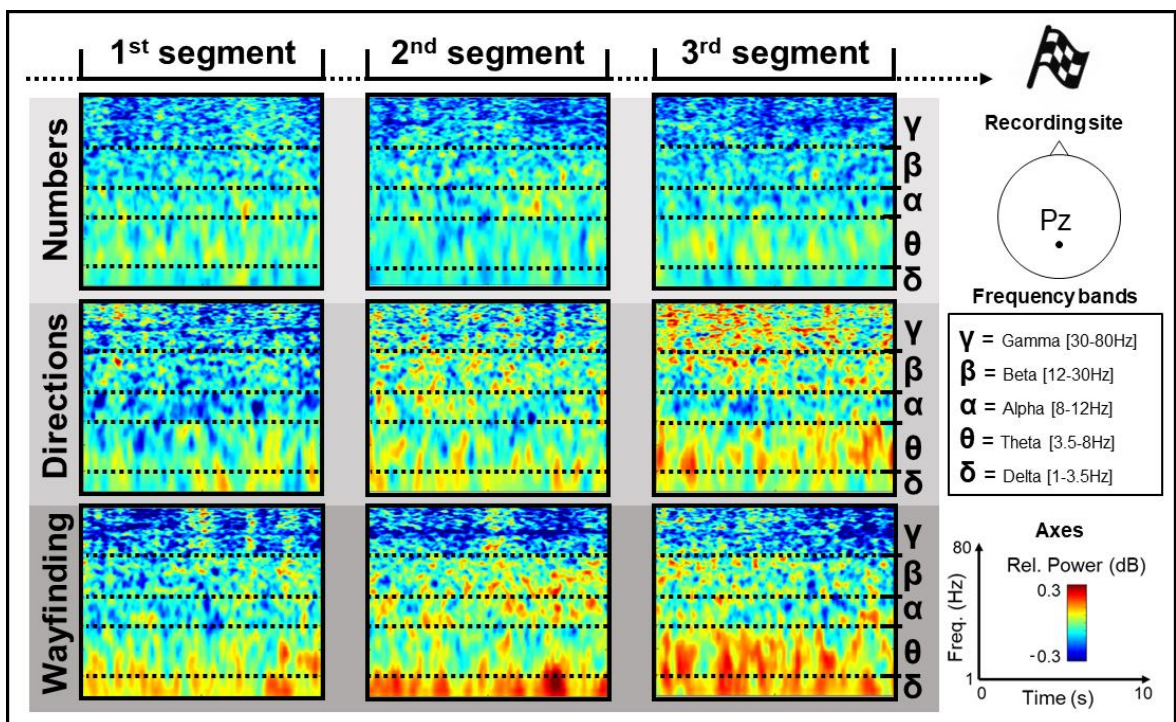 1st segment
2nd segment
3rd segment
Numbers
γ
β
α
θ
δ
Directions
γ
β
α
θ
δ
Wayfinding
γ
β
α
θ
δ
Recording site
Pz
Frequency bands
γ = Gamma [30-80Hz]
β = Beta [12-30Hz]
α = Alpha [8-12Hz]
θ = Theta [3.5-8Hz]
δ = Delta [1-3.5Hz]
Axes
80
Rel. Power (dB)
0.3
-0.3
Freq. (Hz)
1
0
10
Time (s)